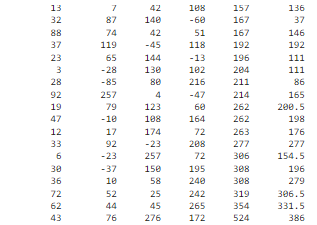 13 7 42 108 157 136
32 87 140 -60 167 37
88 74 42 51 167 146
37 119 -45 118 192 192
23 65 144 -13 196 111
3 -28 130 102 204 111
28 -85 80 216 211 86
92 257 4 -47 214 165
19 79 123 60 262 200.5
47 -10 108 164 262 198
12 17 174 72 263 176
33 92 -23 208 277 277
6 -23 257 72 306 154.5
30 -37 150 195 308 196
36 10 58 240 308 279
72 52 25 242 319 306.5
62 44 45 265 354 331.5
43 76 276 172 524 386